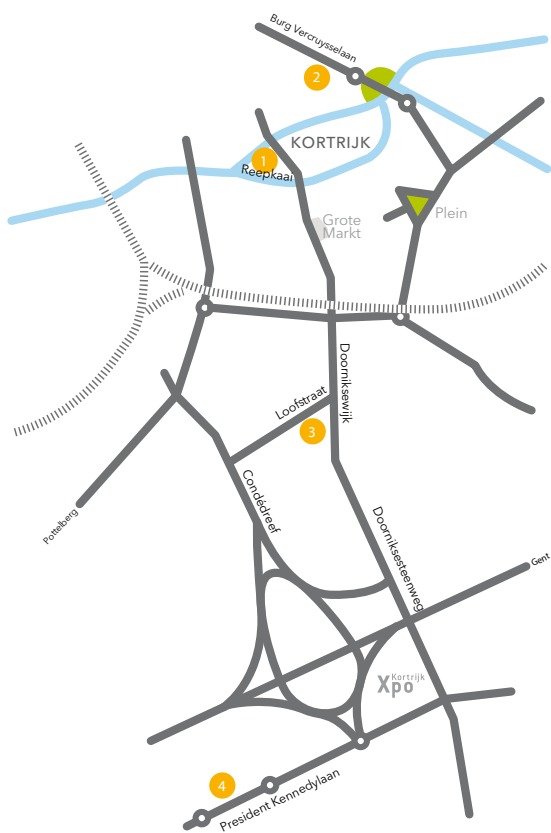 Burg Vercruysselaan
2
KORTRIJK
1
Reepkaai
Plein
Grote
Markt
Doorniksewijk
Loofstraat
3
Condédreef
Pottelberg
Doorniksesteenweg
Gent
Kortrijk
Xpo
4
President Kennedylaan